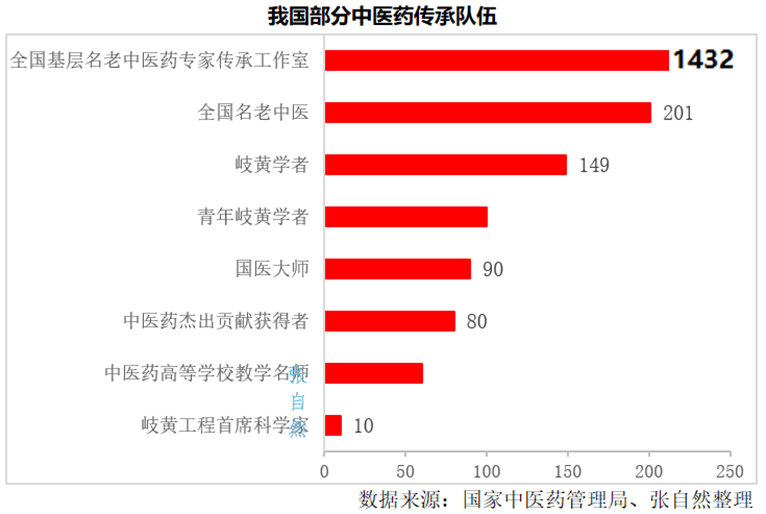 我国部分中医药传承队伍
全国基层名老中医药专家传承工作室 1432
全国名老中医 201
岐黄学者 149
青年岐黄学者
国医大师 90
中医药杰出贡献获得者 80
中医药高等学校教学名师
岐黄工程首席科学家 10
张自然
0 50 100 150 200 250
数据来源：国家中医药管理局、张自然整理